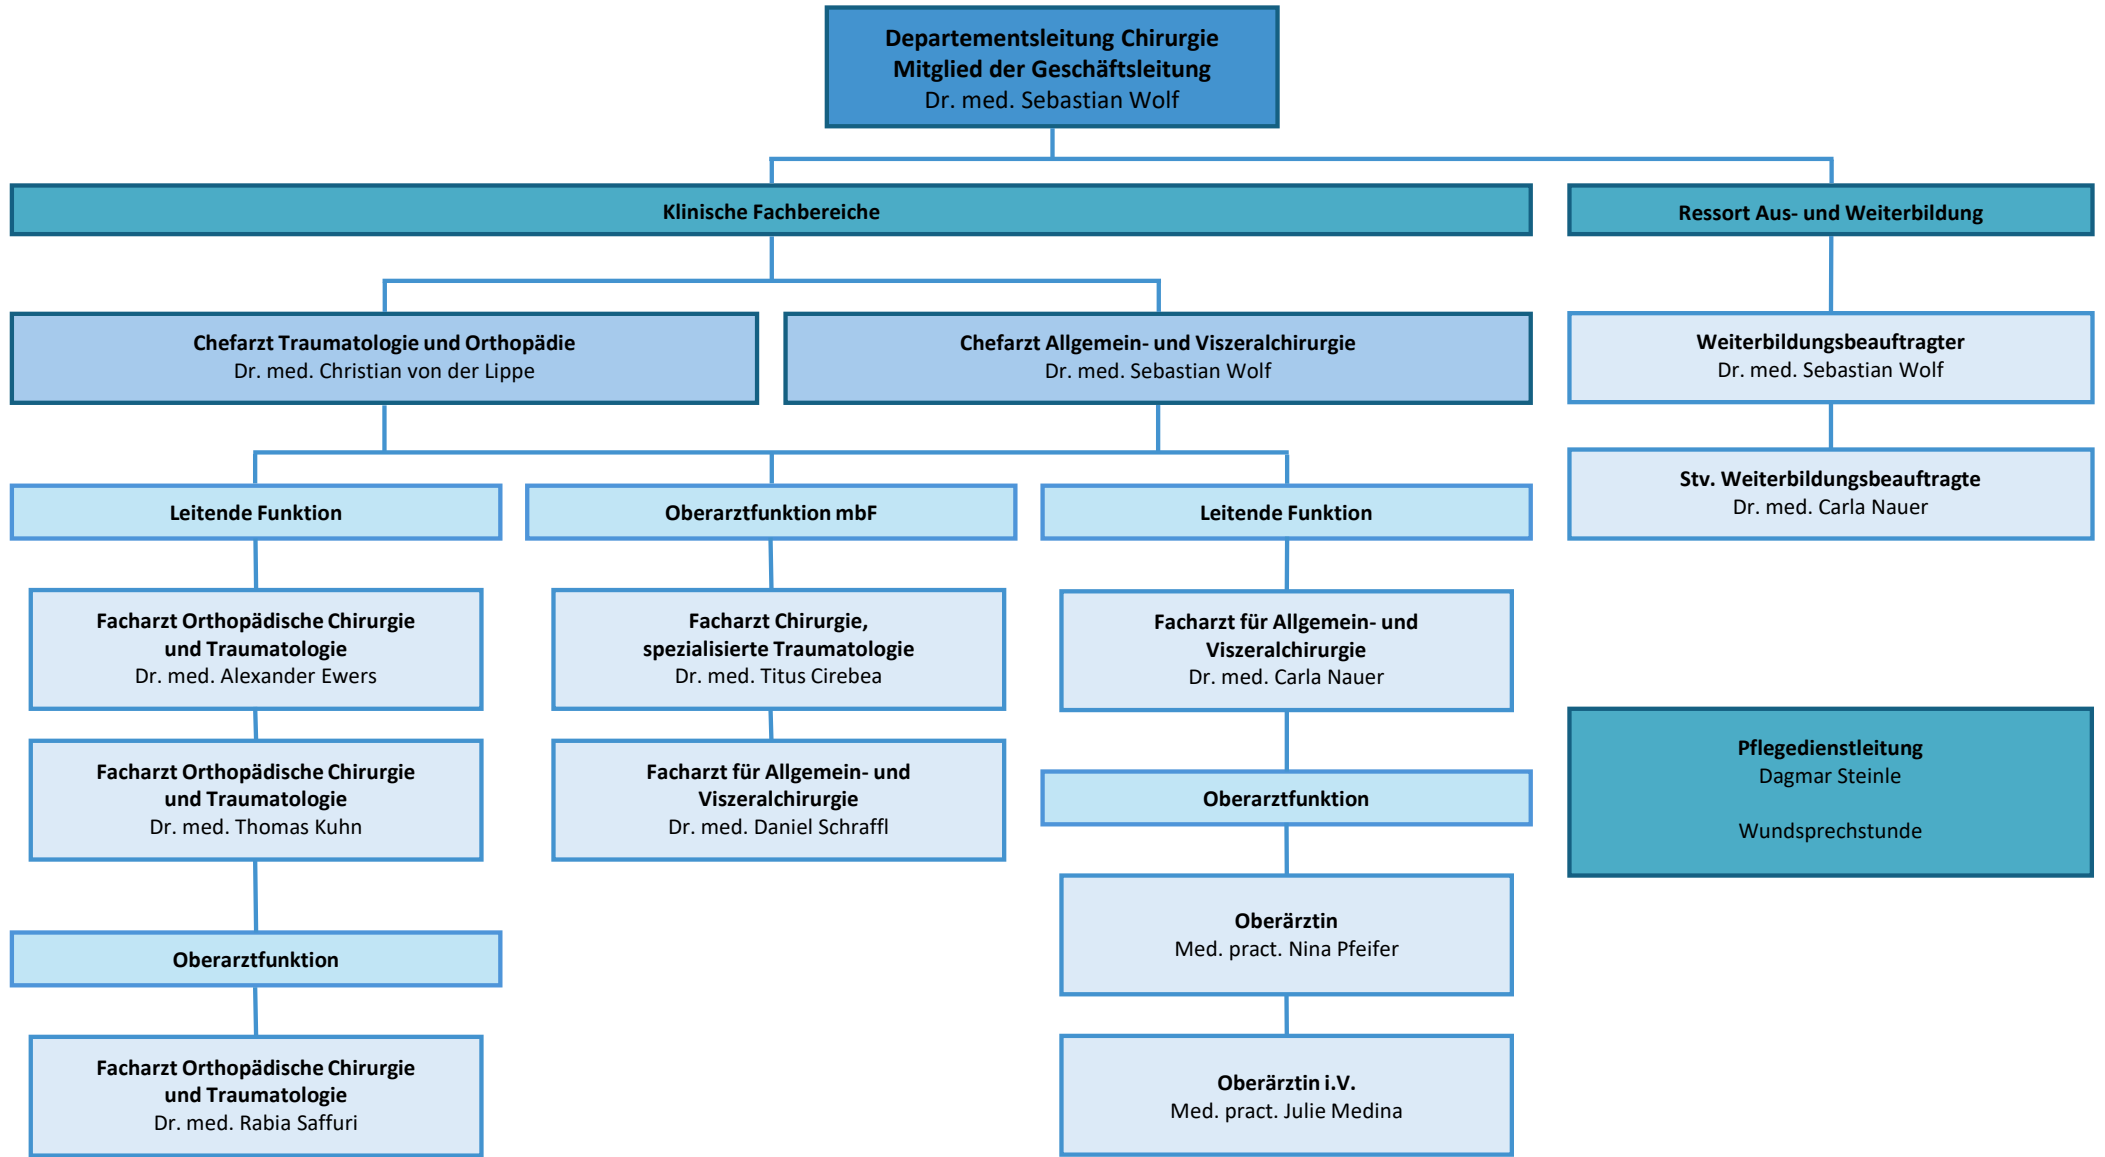 Departementsleitung Chirurgie
Mitglied der Geschäftsleitung
Dr. med. Sebastian Wolf
Klinische Fachbereiche
Ressort Aus- und Weiterbildung
Chefarzt Traumatologie und Orthopädie
Dr. med. Christian von der Lippe
Chefarzt Allgemein- und Viszeralchirurgie
Dr. med. Sebastian Wolf
Weiterbildungsbeauftragter
Dr. med. Sebastian Wolf
Stv. Weiterbildungsbeauftragte
Dr. med. Carla Nauer
Leitende Funktion
Facharzt Orthopädische Chirurgie
und Traumatologie
Dr. med. Alexander Ewers
Facharzt Orthopädische Chirurgie
und Traumatologie
Dr. med. Thomas Kuhn
Oberarztfunktion
Facharzt Orthopädische Chirurgie
und Traumatologie
Dr. med. Rabia Saffuri
Oberarztfunktion mbF
Facharzt Chirurgie,
spezialisierte Traumatologie
Dr. med. Titus Cirebea
Facharzt für Allgemein- und
Viszeralchirurgie
Dr. med. Daniel Schraffl
Leitende Funktion
Facharzt für Allgemein- und
Viszeralchirurgie
Dr. med. Carla Nauer
Oberarztfunktion
Oberärztin
Med. pract. Nina Pfeifer
Oberärztin i.V.
Med. pract. Julie Medina
Pflegedienstleitung
Dagmar Steinle
Wundsprechstunde